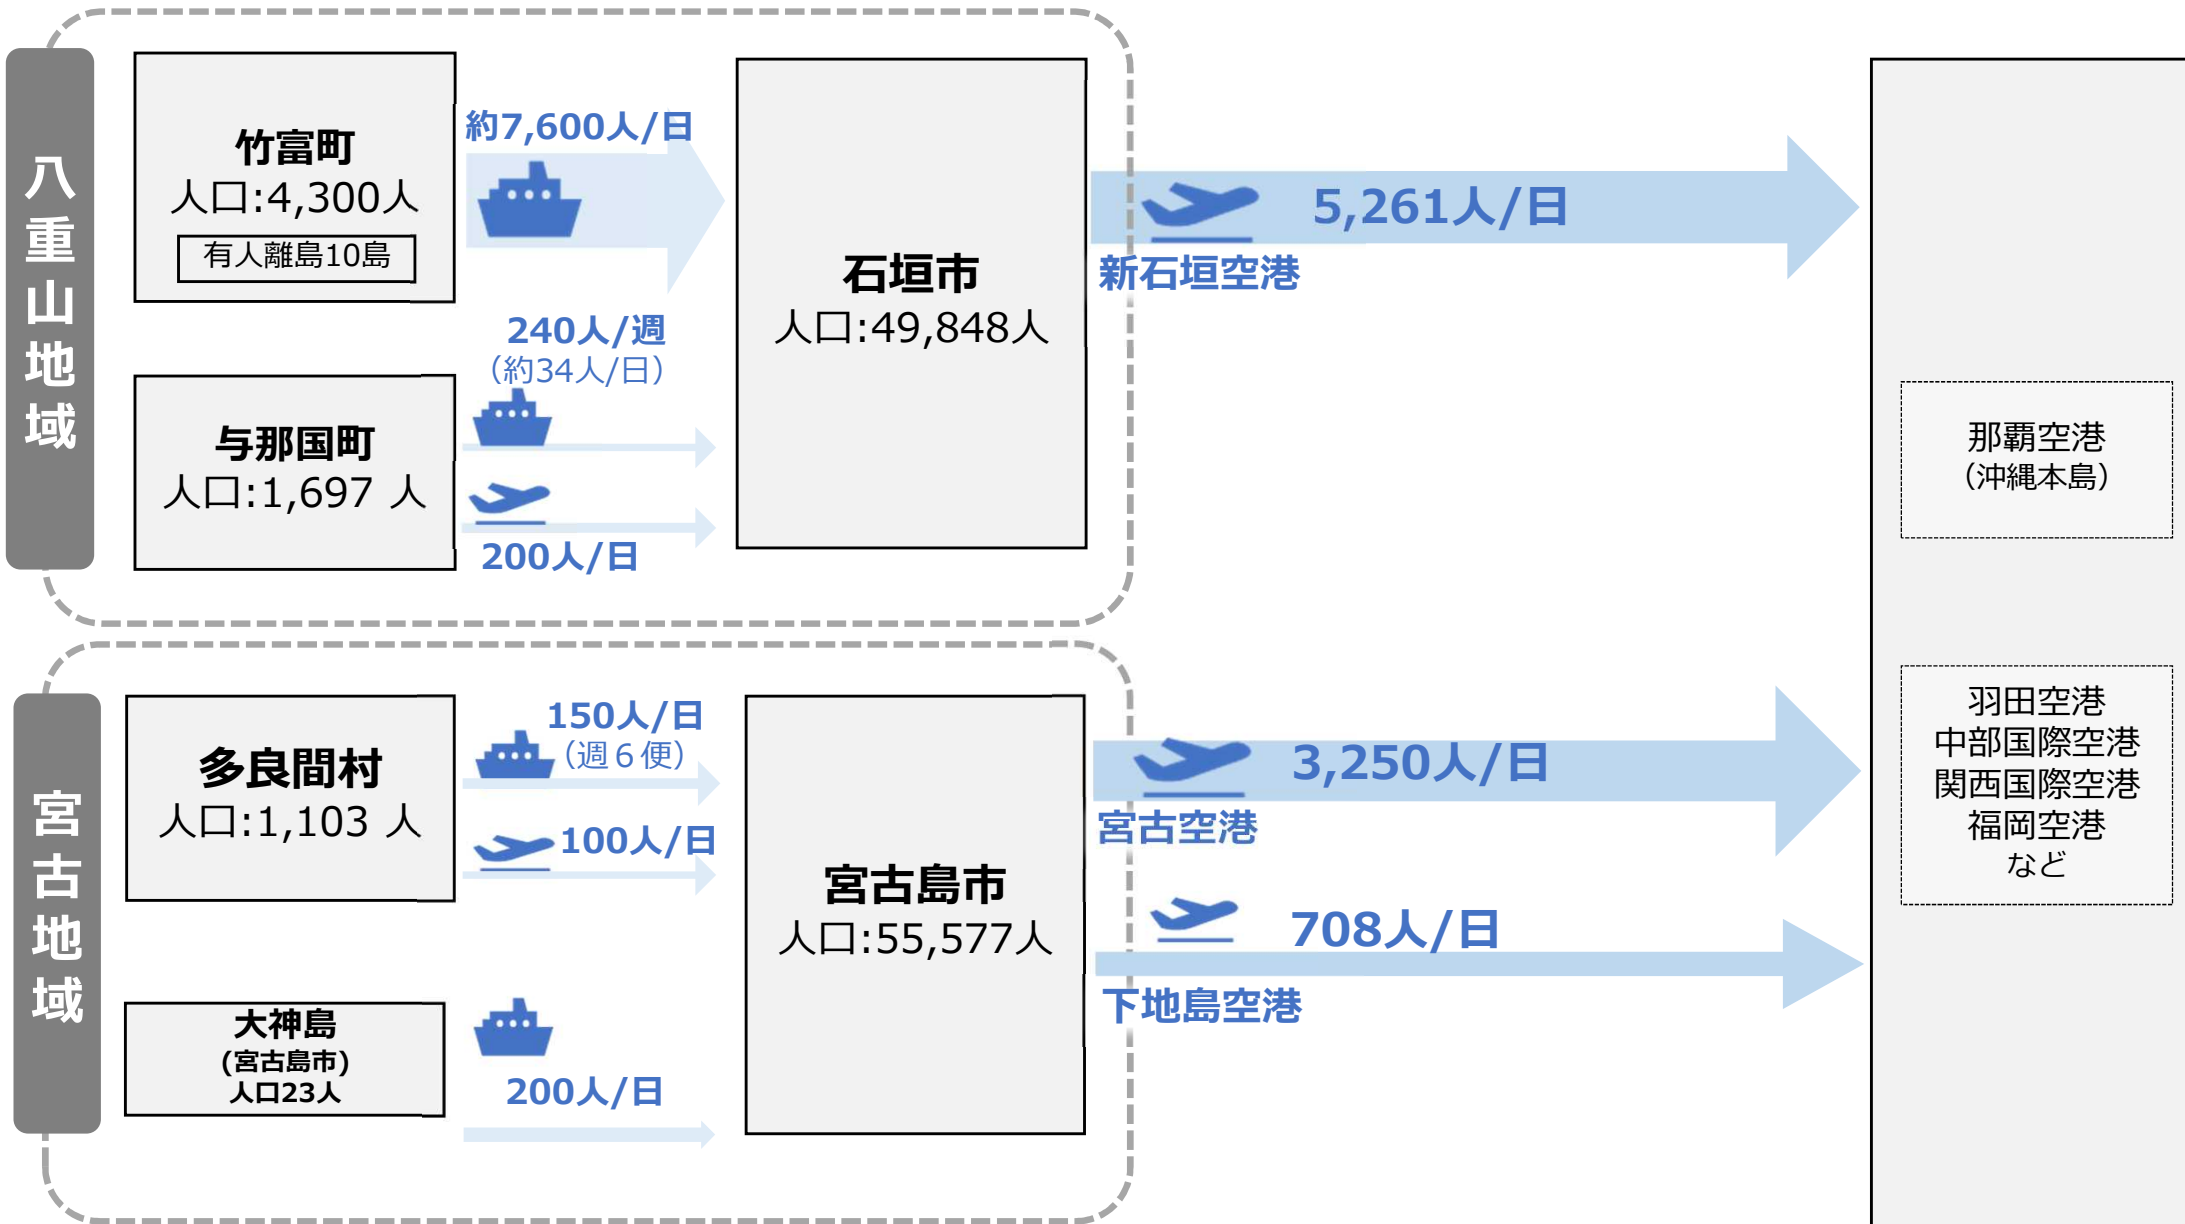 八重山地域
竹富町
人口:4,300人
有人離島10島
約7,600人/日
240人/週
（約34人/日）
与那国町
人口:1,697 人
200人/日
石垣市
人口:49,848人
5,261人/日
新石垣空港
宮古地域
多良間村
人口:1,103 人
150人/日
（週６便）
100人/日
大神島
(宮古島市)
人口23人
200人/日
宮古島市
人口:55,577人
3,250人/日
宮古空港
708人/日
下地島空港
那覇空港
（沖縄本島）
羽田空港
中部国際空港
関西国際空港
福岡空港
など